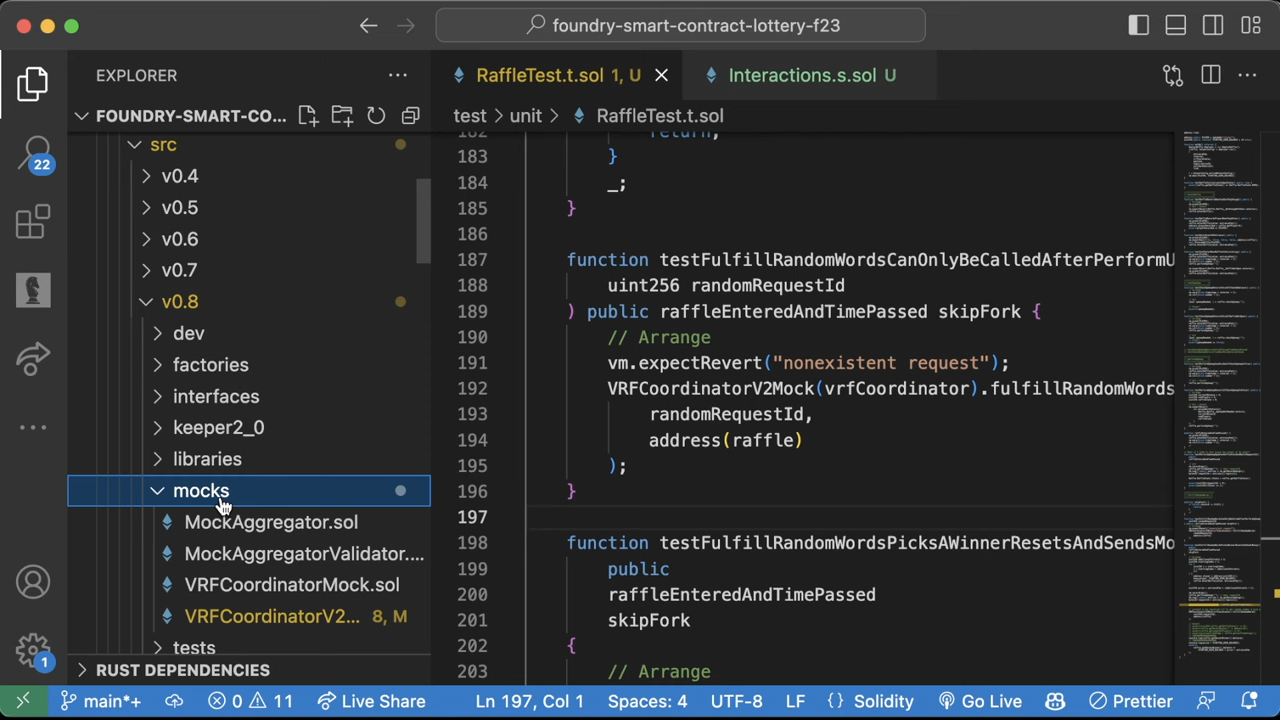 foundry-smart-contract-lottery-f23
EXPLORER
FOUNDRY-SMART-CO...
src
v0.4
v0.5
v0.6
v0.7
v0.8
dev
factories
interfaces
keeper2_0
libraries
mocks
MockAggregator.sol
MockAggregatorValidator....
VRFCoordinatorMock.sol
VRFCoordinatorV2... 8, M
tests
RUST DEPENDENCIES
22
1
RaffleTest.t.sol 1, U
Interactions.s.sol U
test > unit > RaffleTest.t.sol
182 return;
183 }
184 _;
185 }
186
187 function testFulfillRandomWordsCanOnlyBeCalledAfterPerformU
188 uint256 randomRequestId
189 ) public raffleEnteredAndTimePassed skipFork {
190 // Arrange
191 vm.expectRevert("nonexistent request");
192 VRFCoordinatorV2Mock(vrfCoordinator).fulfillRandomWords
193 randomRequestId,
194 address(raffle)
195 );
196 }
197
198 function testFulfillRandomWordsPicksAWinnerResetsAndSendsMo
199 public
200 raffleEnteredAndTimePassed
201 skipFork
202 {
203 // Arrange
main*+ 0 11 Live Share Ln 197, Col 1 Spaces: 4 UTF-8 LF {} Solidity Go Live Prettier